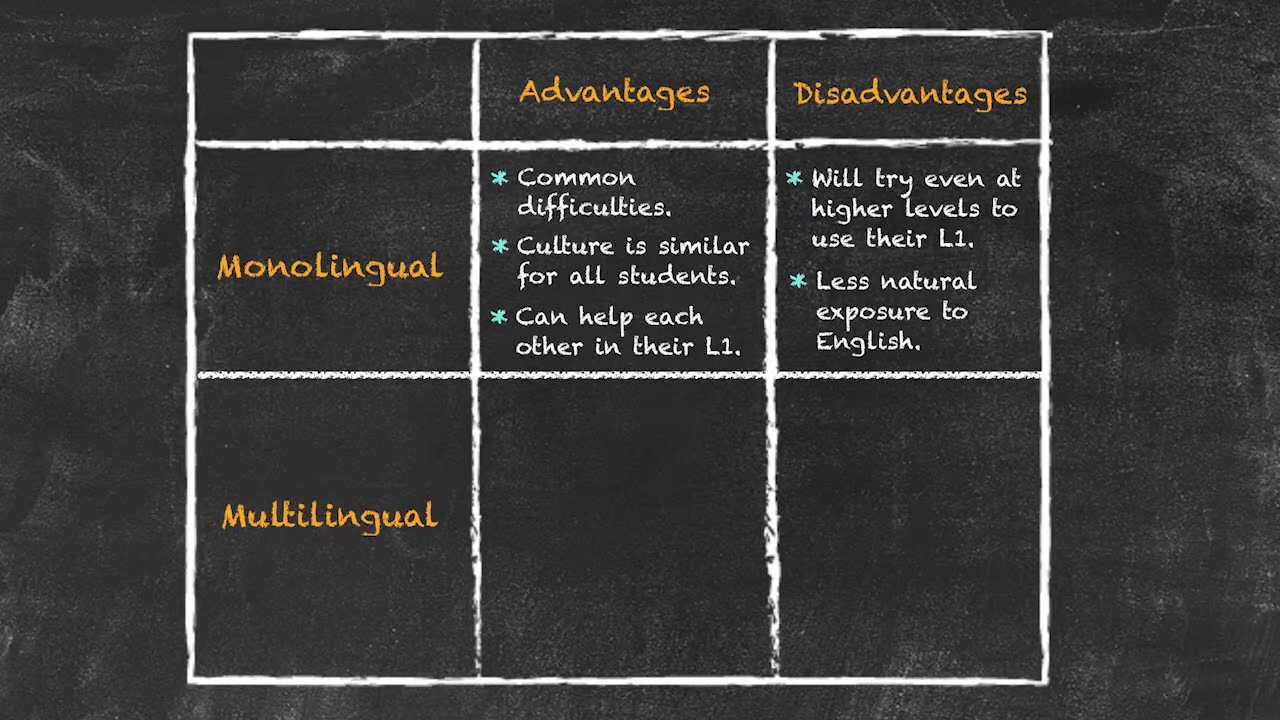 Advantages
Disadvantages
Monolingual
* Common
difficulties.
* Culture is similar
for all students.
* Can help each
other in their L1.
* Will try even at
higher levels to
use their L1.
* Less natural
exposure to
English.
Multilingual